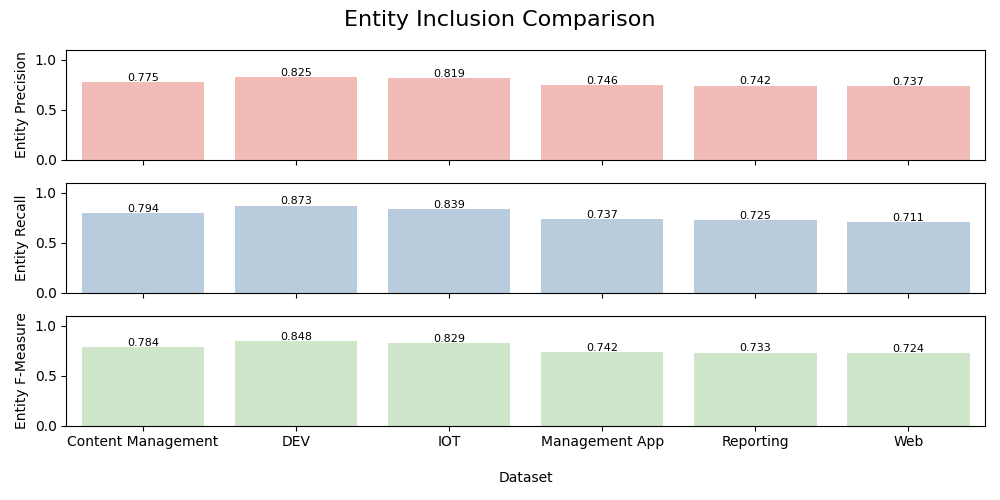 Entity Inclusion Comparison
Entity Precision
1.0
0.5
0.0
0.775 0.825 0.819 0.746 0.742 0.737
Entity Recall
1.0
0.5
0.0
0.794 0.873 0.839 0.737 0.725 0.711
Entity F-Measure
1.0
0.5
0.0
0.784 0.848 0.829 0.742 0.733 0.724
Content Management DEV IOT Management App Reporting Web
Dataset